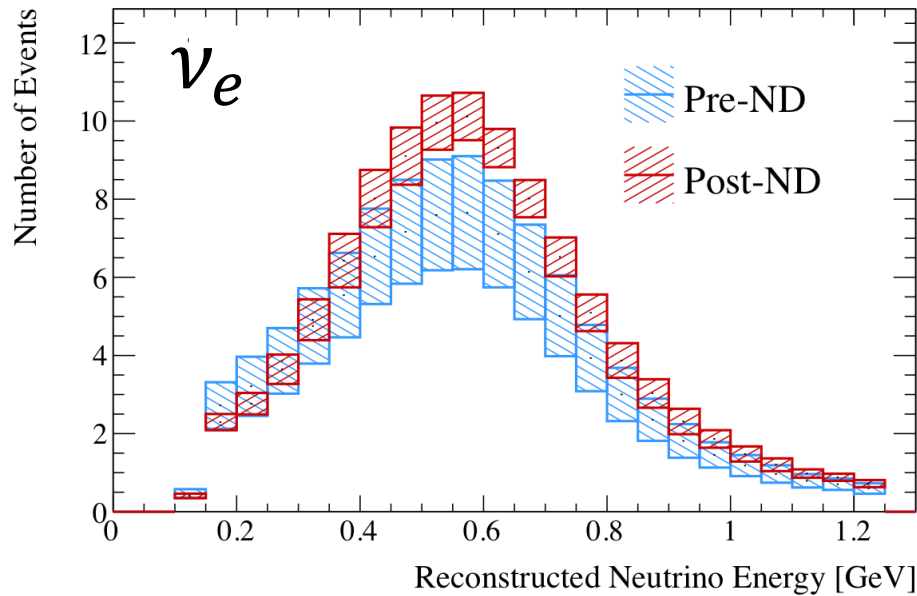 Number of Events
12
10
8
6
4
2
0
ν_e
Pre-ND
Post-ND
0 0.2 0.4 0.6 0.8 1 1.2
Reconstructed Neutrino Energy [GeV]